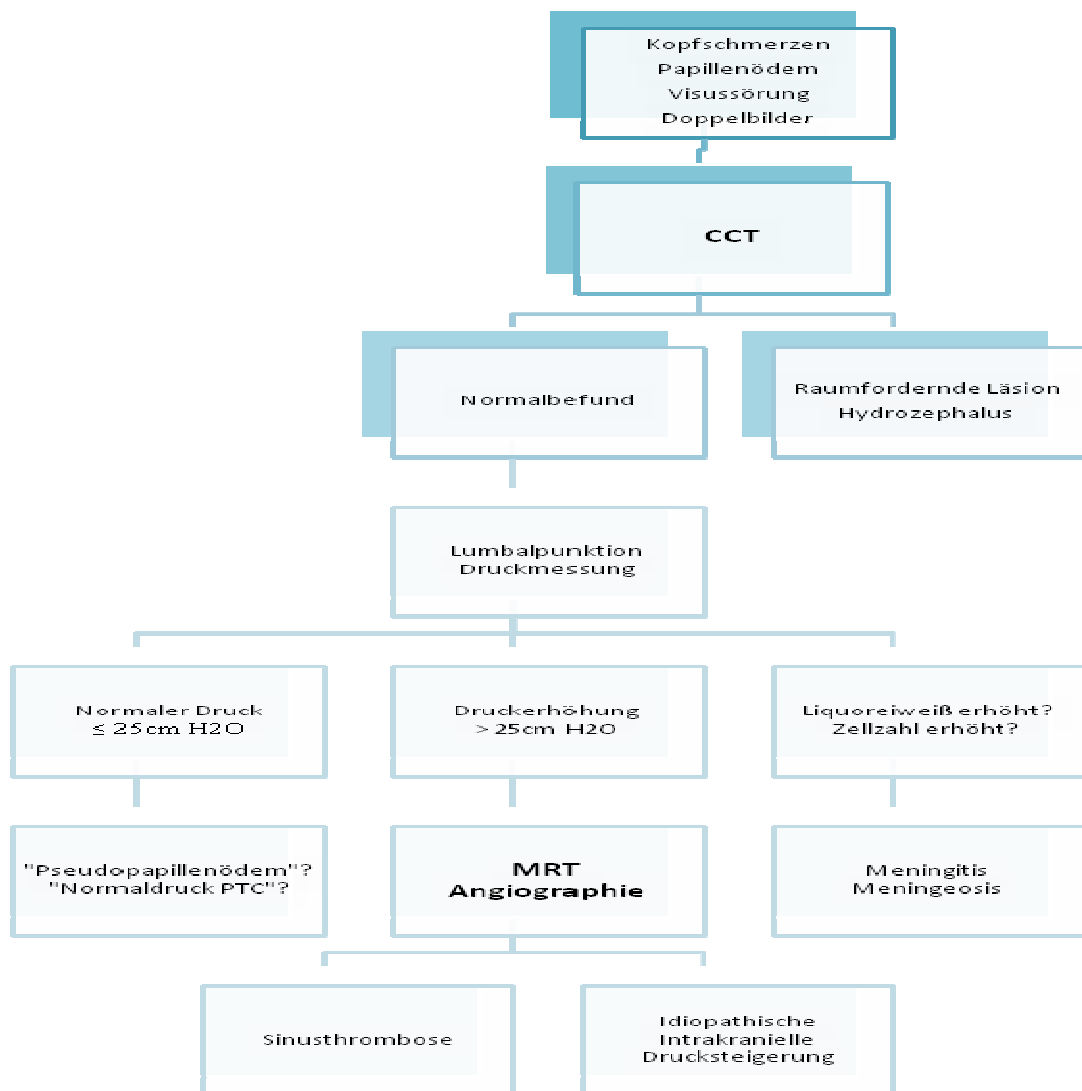 Kopfschmerzen
Papillenödem
Visussörung
Doppelbilder
CCT
Normalbefund
Raumfordernde Läsion
Hydrozephalus
Lumbalpunktion
Druckmessung
Normaler Druck
≤ 25cm H2O
Druckerhöhung
> 25cm H2O
Liquoreiweiß erhöht?
Zellzahl erhöht?
"Pseudopapillenödem"?
"Normaldruck PTC"?
MRT
Angiographie
Meningitis
Meningeosis
Sinusthrombose
Idiopathische
Intrakranielle
Drucksteigerung